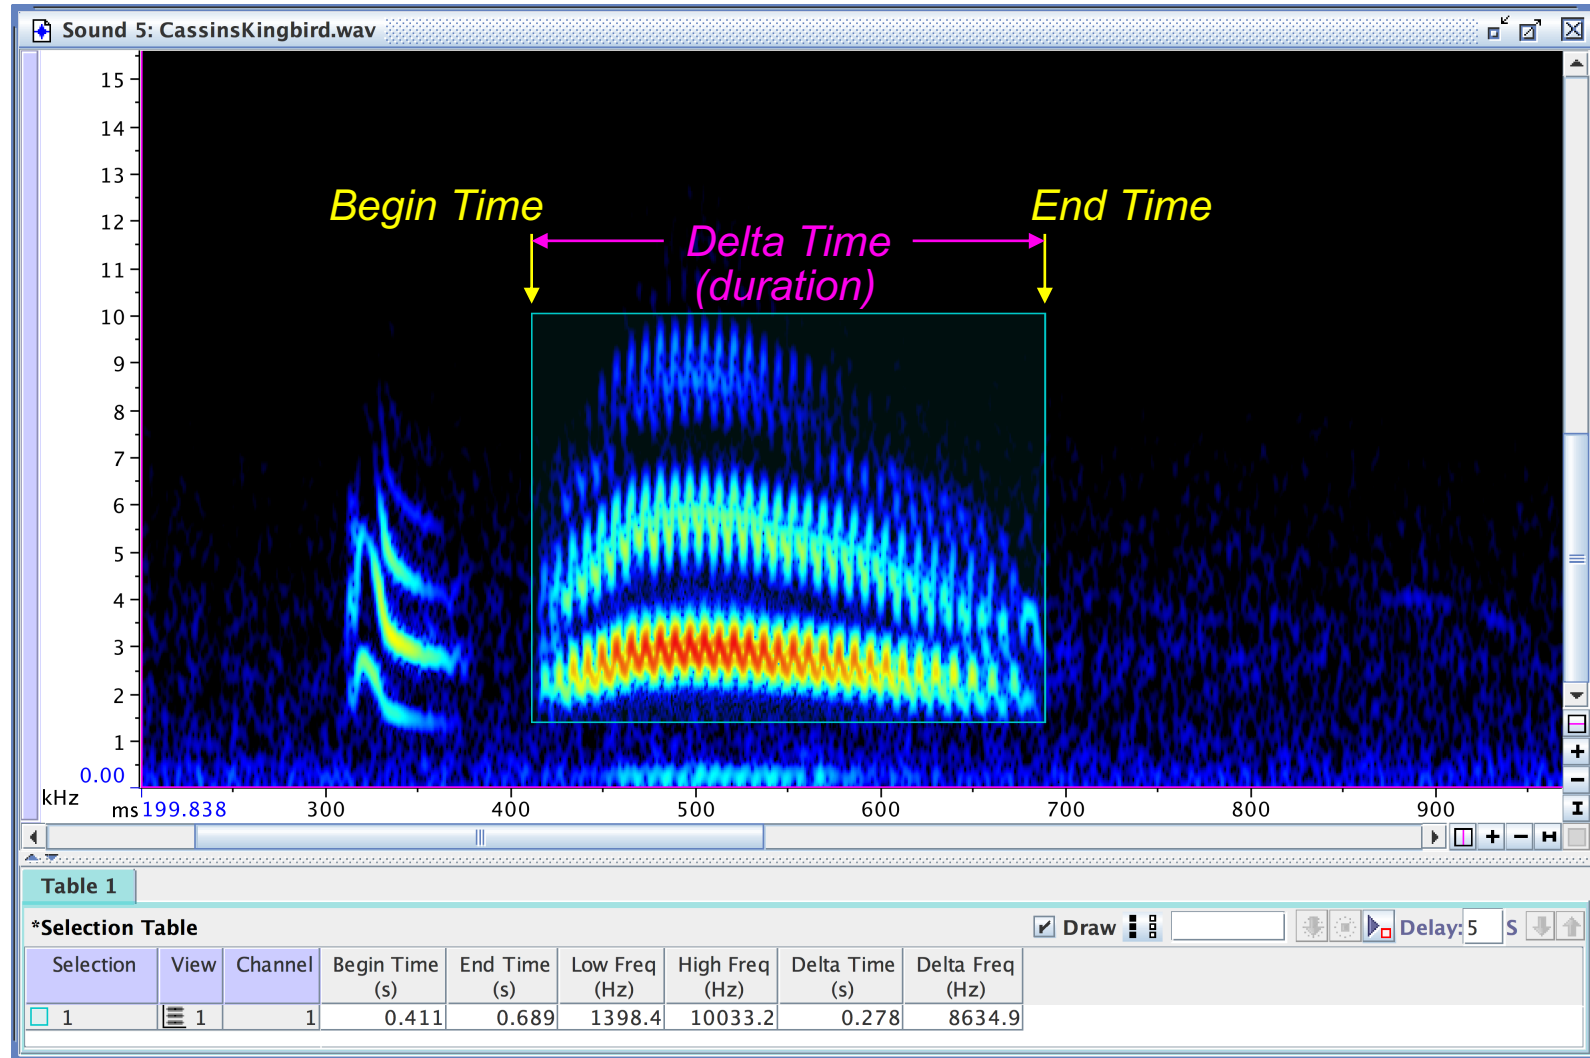 Sound 5: CassinsKingbird.wav
15
14
13
12
11
10
9
8
7
6
5
4
3
2
1
0.00
kHz
Begin Time
End Time
Delta Time
(duration)
ms 199.838 300 400 500 600 700 800 900
Table 1
*Selection Table
Draw
Delay: 5 S
Selection View Channel Begin Time (s) End Time (s) Low Freq (Hz) High Freq (Hz) Delta Time (s) Delta Freq (Hz)
1 1 1 0.411 0.689 1398.4 10033.2 0.278 8634.9